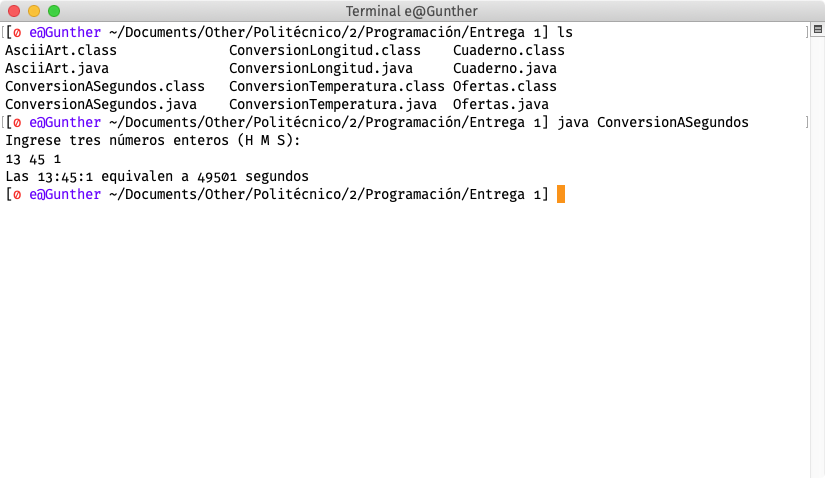 Terminal e@Gunther
[0 e@Gunther ~/Documents/Other/Politécnico/2/Programación/Entrega 1] ls
AsciiArt.class ConversionLongitud.class Cuaderno.class
AsciiArt.java ConversionLongitud.java Cuaderno.java
ConversionASegundos.class ConversionTemperatura.class Ofertas.class
ConversionASegundos.java ConversionTemperatura.java Ofertas.java
[0 e@Gunther ~/Documents/Other/Politécnico/2/Programación/Entrega 1] java ConversionASegundos
Ingrese tres números enteros (H M S):
13 45 1
Las 13:45:1 equivalen a 49501 segundos
[0 e@Gunther ~/Documents/Other/Politécnico/2/Programación/Entrega 1]